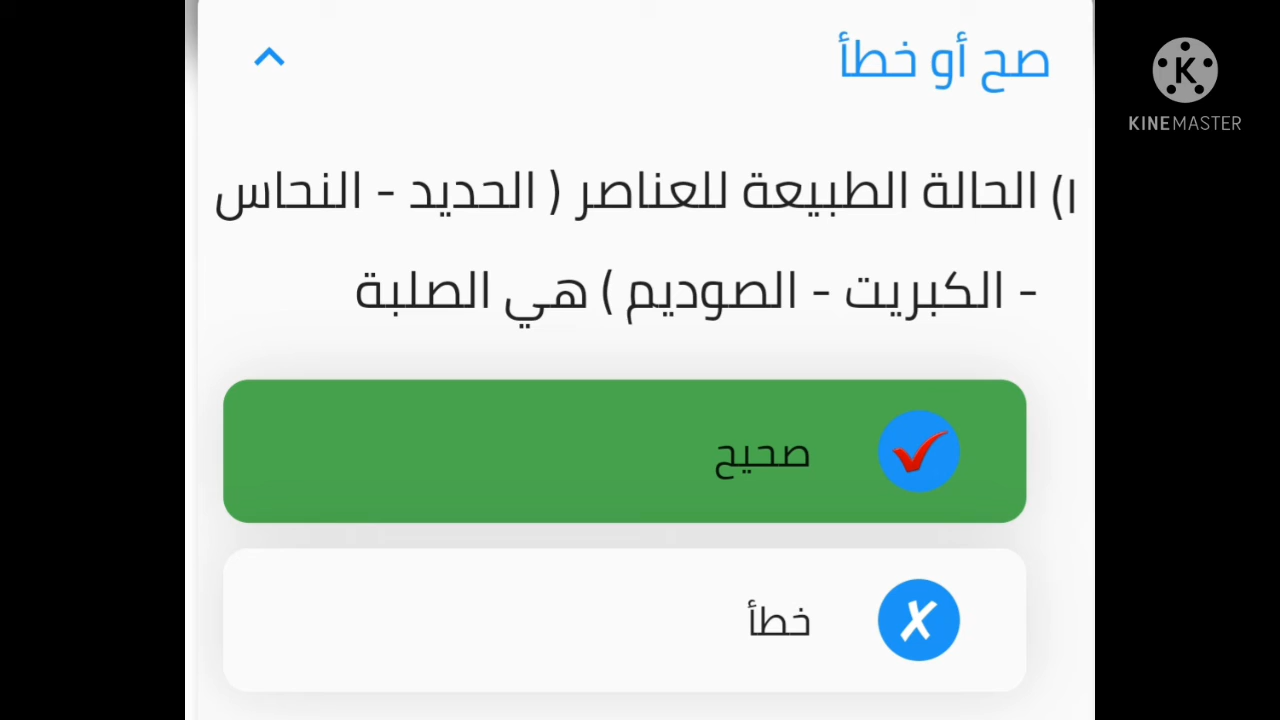 صح أو خطأ
١) الحالة الطبيعة للعناصر ( الحديد - النحاس
- الكبريت - الصوديم ) هي الصلبة
صحيح
خطأ
KINEMASTER